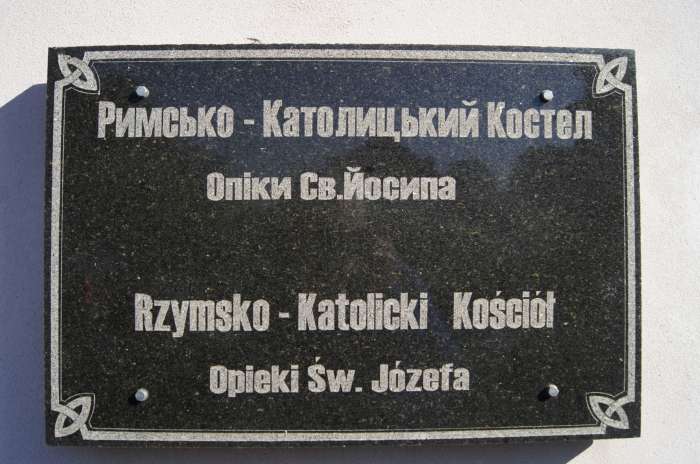 Римсько - Католицький Костел
Опіки Св.Йосипа
Rzymsko - Katolicki Kościół
Opieki Św. Józefa